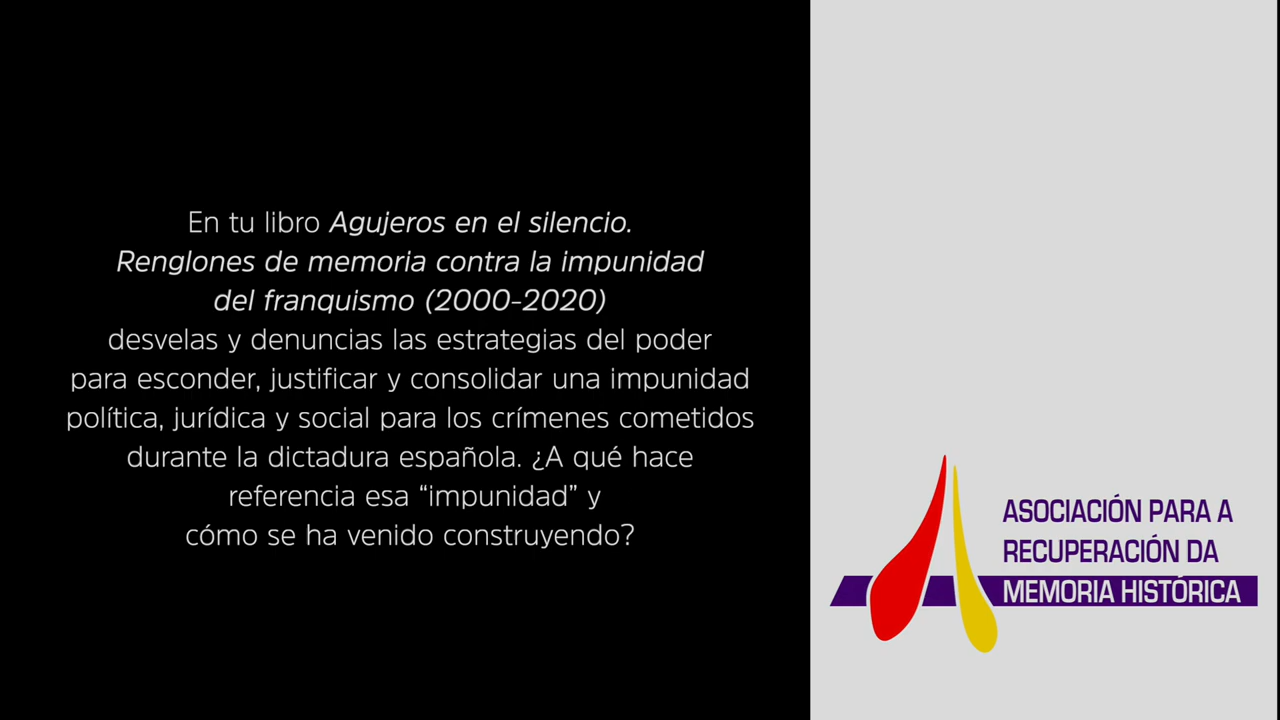 En tu libro Agujeros en el silencio.
Renglones de memoria contra la impunidad
del franquismo (2000-2020)
desvelas y denuncias las estrategias del poder
para esconder, justificar y consolidar una impunidad
política, jurídica y social para los crímenes cometidos
durante la dictadura española. ¿A qué hace
referencia esa “impunidad” y
cómo se ha venido construyendo?
ASOCIACIÓN PARA A
RECUPERACIÓN DA
MEMORIA HISTÓRICA